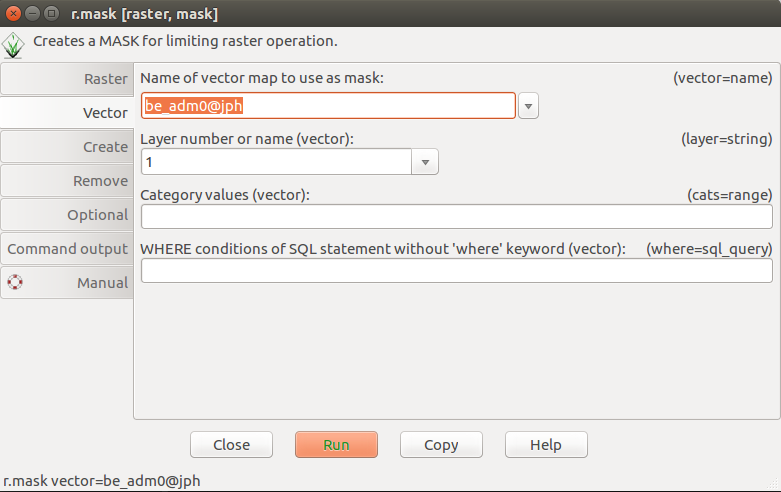 r.mask [raster, mask]
Creates a MASK for limiting raster operation.
Raster
Vector
Create
Remove
Optional
Command output
Manual
Name of vector map to use as mask: (vector=name)
be_adm0@jph
Layer number or name (vector): (layer=string)
1
Category values (vector): (cats=range)
WHERE conditions of SQL statement without 'where' keyword (vector): (where=sql_query)
Close Run Copy Help
r.mask vector=be_adm0@jph